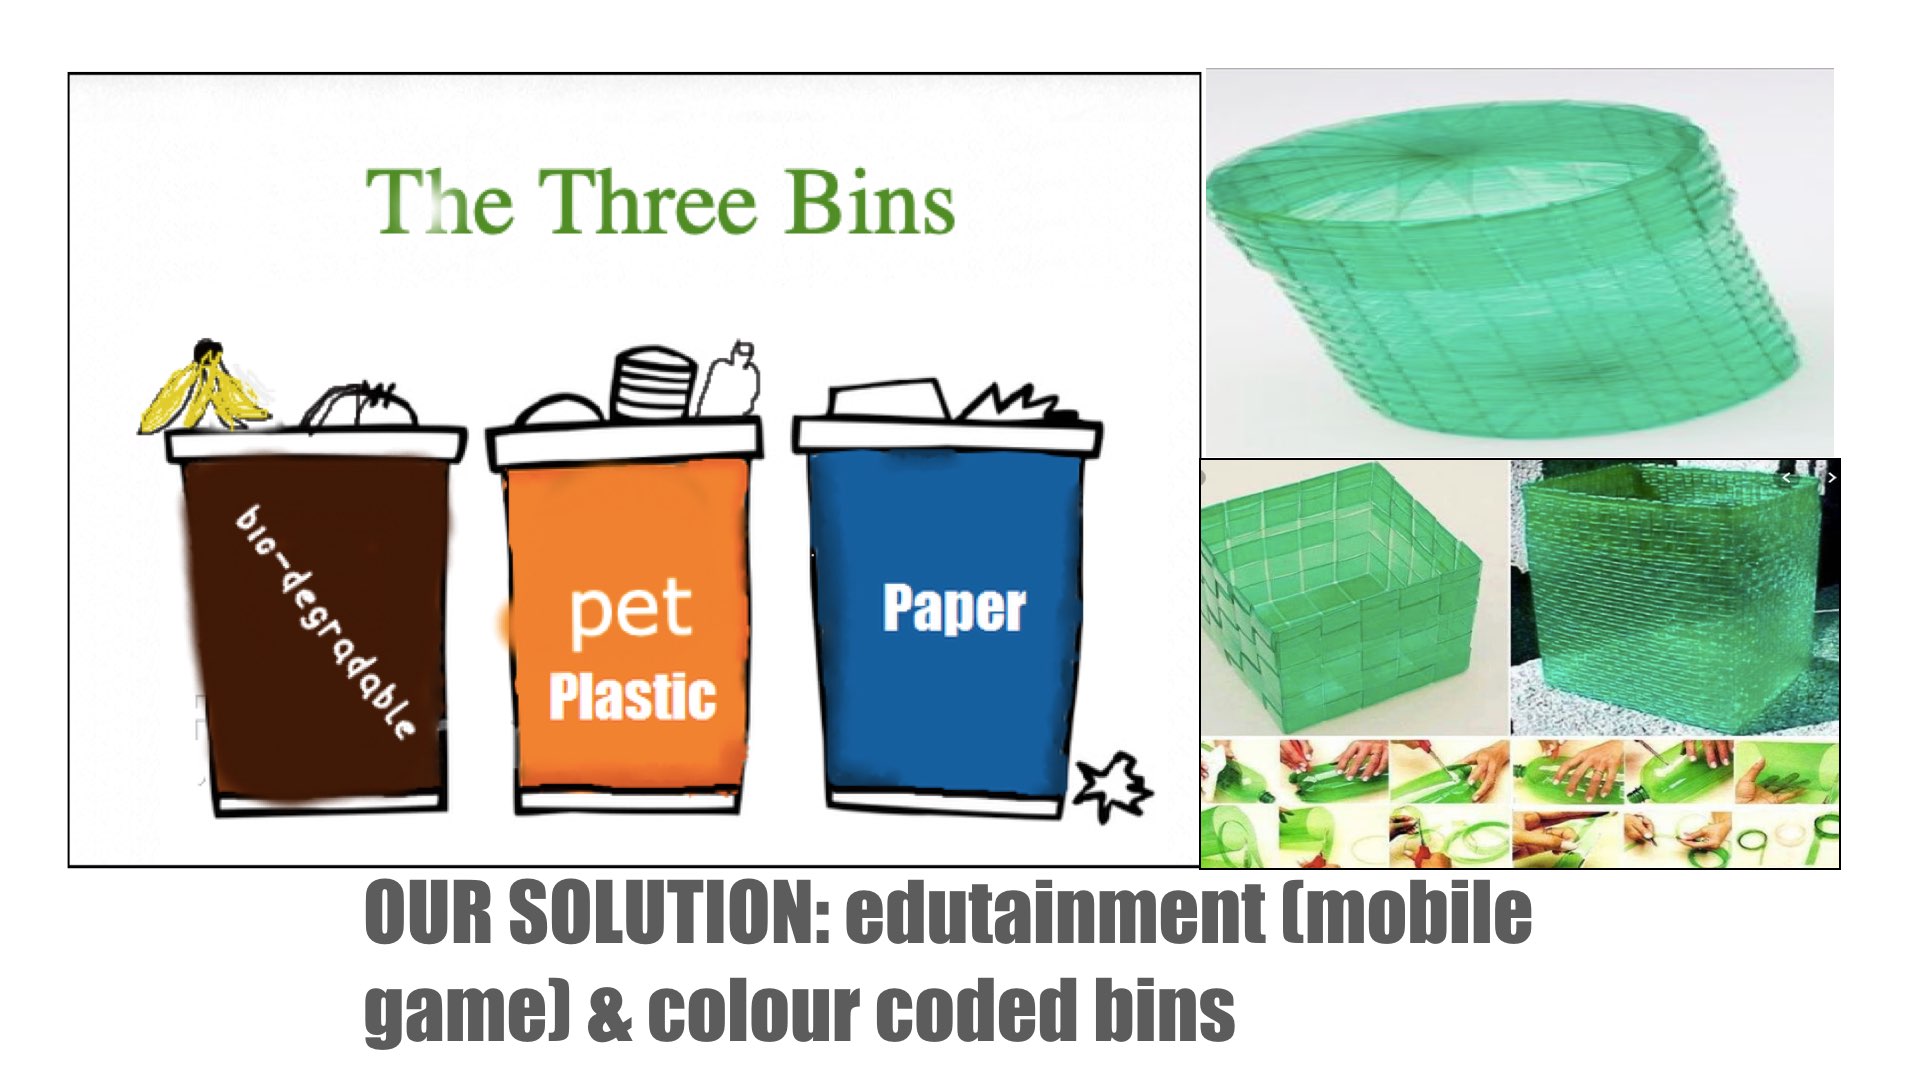 The Three Bins
bio-degradable
pet
Plastic
Paper
OUR SOLUTION: edutainment (mobile
game) & colour coded bins